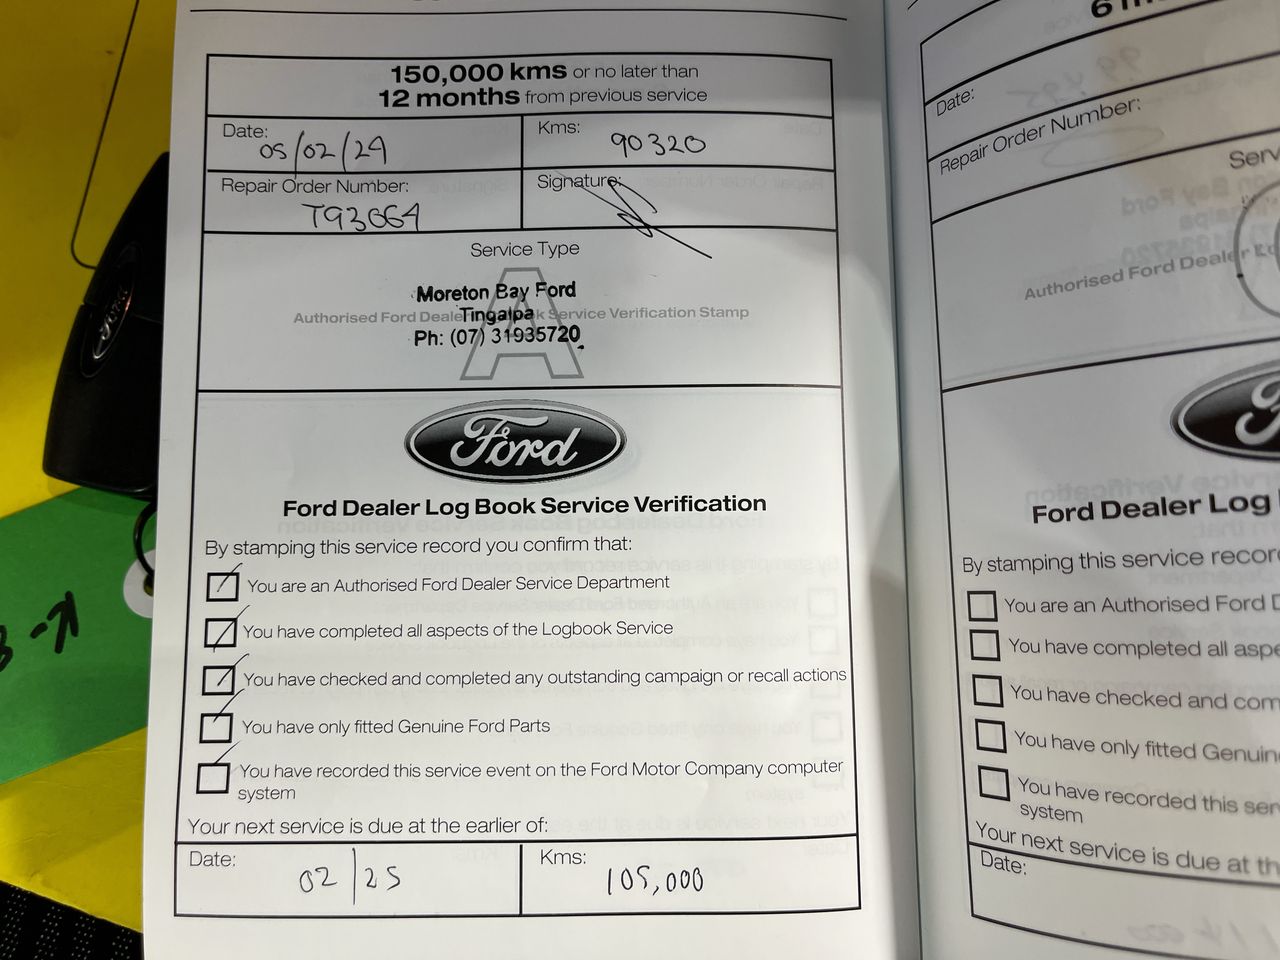 150,000 kms or no later than
12 months from previous service
Date: 05/02/24
Kms: 90320
Repair Order Number: T93664
Signature:
Service Type
Moreton Bay Ford
Authorised Ford Dealer Service Verification Stamp
Tingalpa
Ph: (07) 31935720
A
Ford
Ford Dealer Log Book Service Verification
By stamping this service record you confirm that:
You are an Authorised Ford Dealer Service Department
You have completed all aspects of the Logbook Service
You have checked and completed any outstanding campaign or recall actions
You have only fitted Genuine Ford Parts
You have recorded this service event on the Ford Motor Company computer
system
Your next service is due at the earlier of:
Date: 02/25
Kms: 105,000
6
Date:
Repair Order Number:
Serv
Authorised Ford Dealer
Ford Dealer Log
By stamping this service recor
You are an Authorised Ford D
You have completed all aspe
You have checked and com
You have only fitted Genuin
You have recorded this ser
system
Your next service is due at th
Date:
Ford